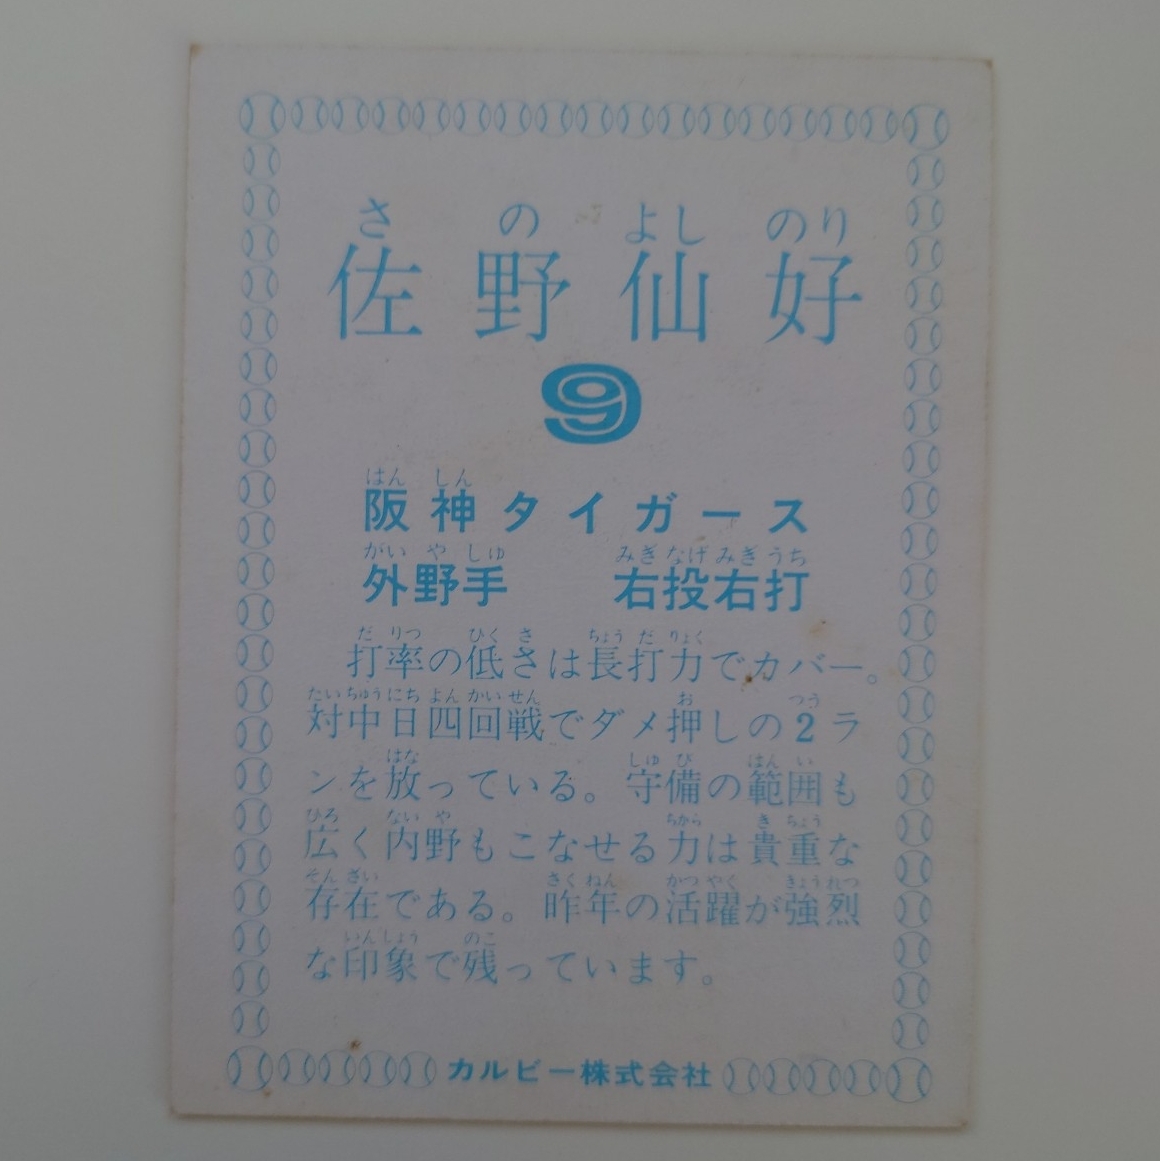 さ の よし のり
佐野仙好
9
はん しん
阪神タイガース
がい や しゅ みぎ なげ みぎ うち
外野手 右投右打
だ りつ ひく さ ちょう だ りょく
打率の低さは長打力でカバー。
たい ちゅう にち よん かい せん お つう
対中日四回戦でダメ押しの2ラ
はな しゅ び はん い
ンを放っている。守備の範囲も
ひろ ない や ちから き ちょう
広く内野もこなせる力は貴重な
そん ざい さく ねん かつ やく きょう れつ
存在である。昨年の活躍が強烈
いん しょう のこ
な印象で残っています。
カルビー株式会社